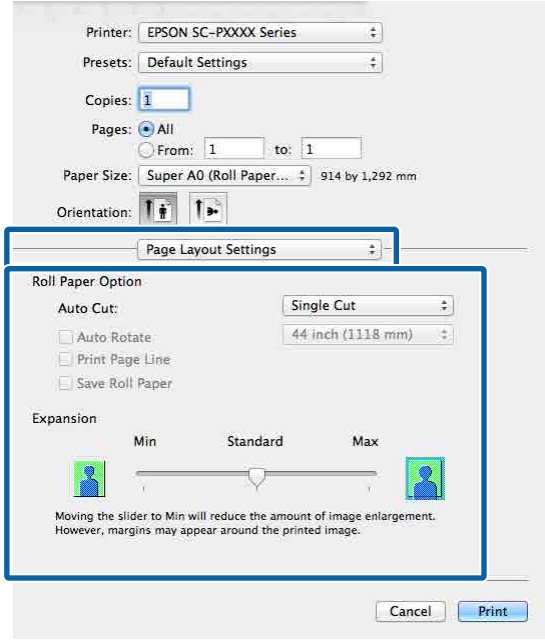 Printer: EPSON SC-PXXXX Series
Presets: Default Settings
Copies: 1
Pages: All
From: 1 to: 1
Paper Size: Super A0 (Roll Paper... 914 by 1,292 mm
Orientation:
Page Layout Settings
Roll Paper Option
Auto Cut: Single Cut
Auto Rotate 44 inch (1118 mm)
Print Page Line
Save Roll Paper
Expansion
Min Standard Max
Moving the slider to Min will reduce the amount of image enlargement.
However, margins may appear around the printed image.
Cancel Print